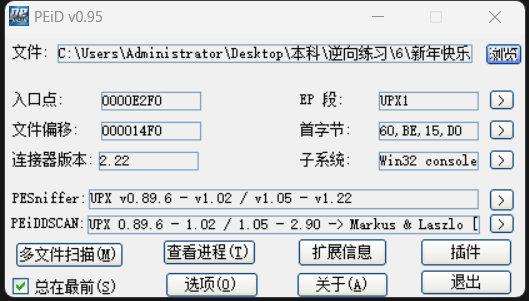 PEiD v0.95
文件: C:\Users\Administrator\Desktop\本科\逆向练习\6\新年快乐 浏览
入口点: 0000E2F0 EP 段: UPX1 >
文件偏移: 000014F0 首字节: 60,BE,15,D0 >
连接器版本: 2.22 子系统: Win32 console >
PESniffer: UPX v0.89.6 - v1.02 / v1.05 - v1.22 >
PEiDDSCAN: UPX 0.89.6 - 1.02 / 1.05 - 2.90 -> Markus & Laszlo [ >
多文件扫描(M) 查看进程(T) 扩展信息 插件
总在最前(S) 选项(O) 关于(A) 退出